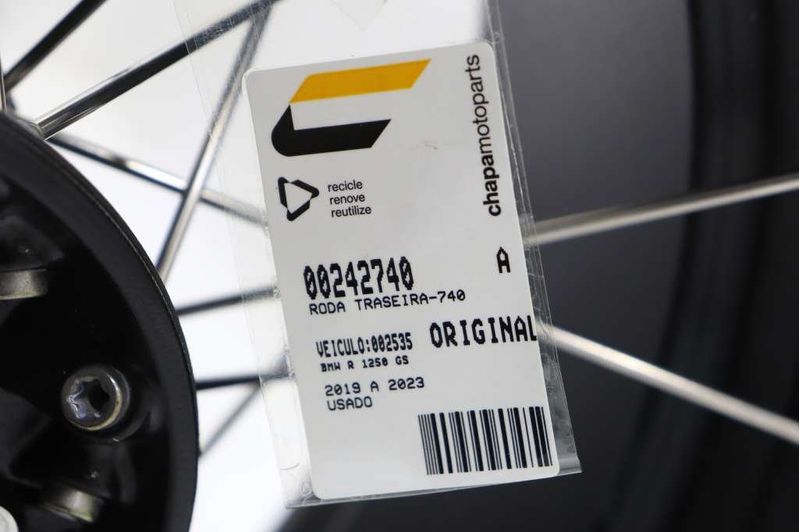 chapamotoparts
recicle
renove
reutilize
00242740 A
RODA TRASEIRA-740
VEICULO:002535 ORIGINAL
BMW R 1250 GS
2019 A 2023
USADO